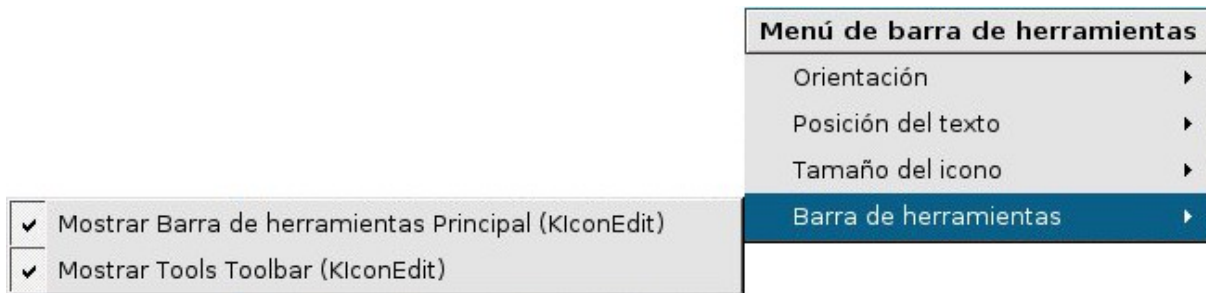 Menú de barra de herramientas
Orientación
Posición del texto
Tamaño del icono
Barra de herramientas
Mostrar Barra de herramientas Principal (KIconEdit)
Mostrar Tools Toolbar (KIconEdit)